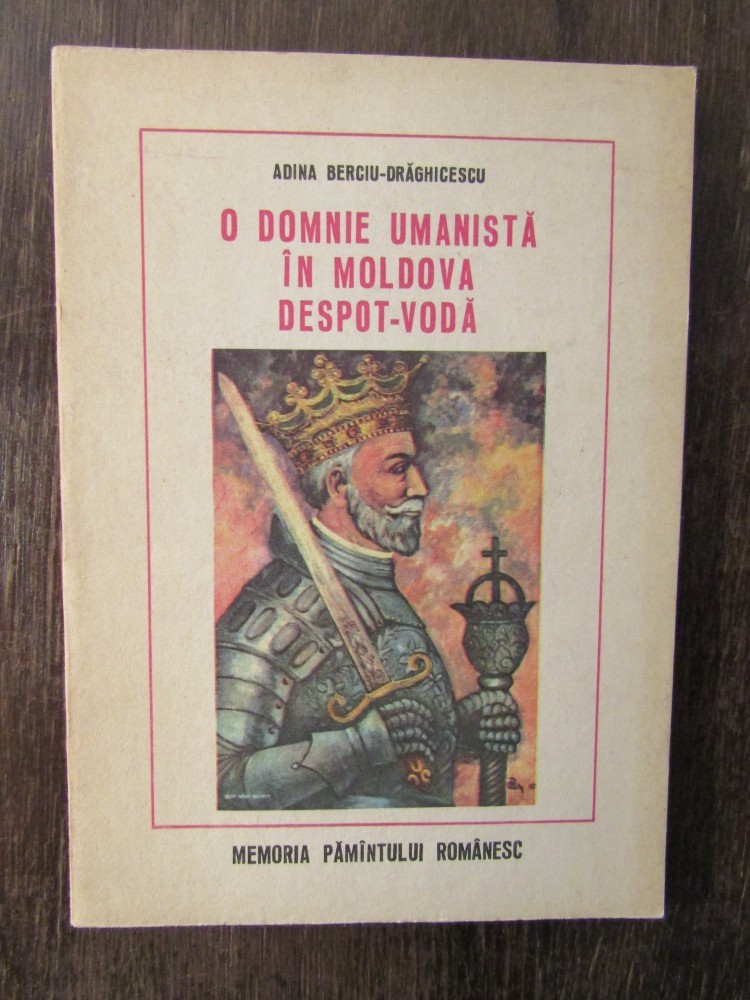 ADINA BERCIU-DRĂGHICESCU
O DOMNIE UMANISTĂ
ÎN MOLDOVA
DESPOT-VODĂ
MEMORIA PĂMÎNTULUI ROMÂNESC